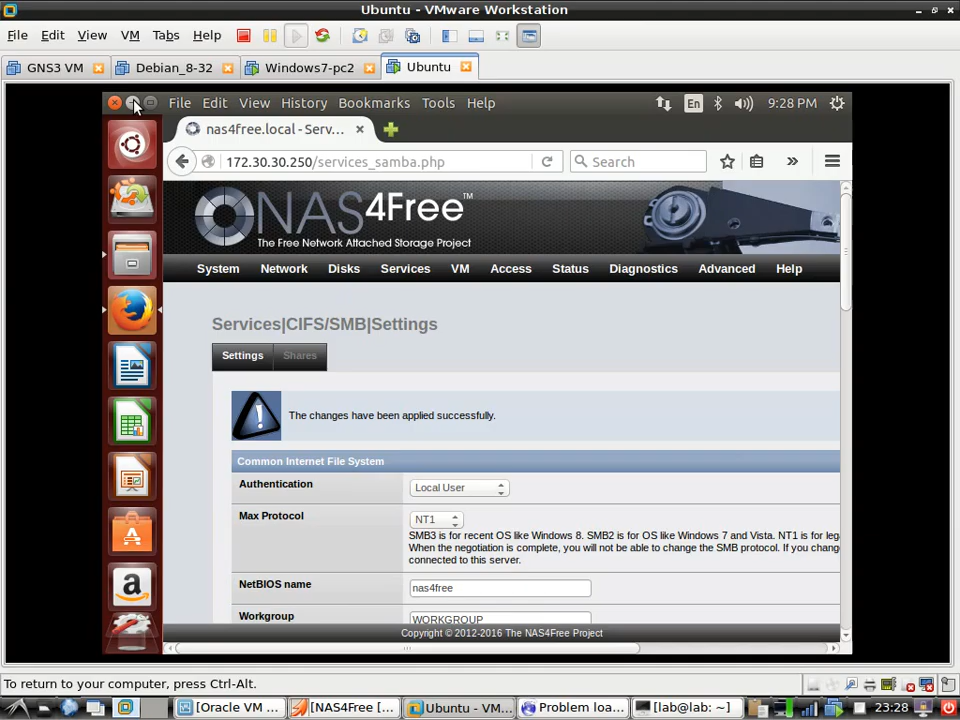 Ubuntu - VMware Workstation
File Edit View VM Tabs Help
GNS3 VM Debian_8-32 Windows7-pc2 Ubuntu
File Edit View History Bookmarks Tools Help En 9:28 PM
nas4free.local - Serv...
172.30.30.250/services_samba.php Search
NAS4Free™
The Free Network Attached Storage Project
System Network Disks Services VM Access Status Diagnostics Advanced Help
Services|CIFS/SMB|Settings
Settings Shares
The changes have been applied successfully.
Common Internet File System
Authentication Local User
Max Protocol NT1
SMB3 is for recent OS like Windows 8. SMB2 is for OS like Windows 7 and Vista. NT1 is for leg
When the negotiation is complete, you will not be able to change the SMB protocol. If you chang
connected to this server.
NetBIOS name nas4free
Workgroup WORKGROUP
Copyright © 2012-2016 The NAS4Free Project
To return to your computer, press Ctrl-Alt.
[Oracle VM ... [NAS4Free [... Ubuntu - VM... Problem loa... [lab@lab: ~] 23:28